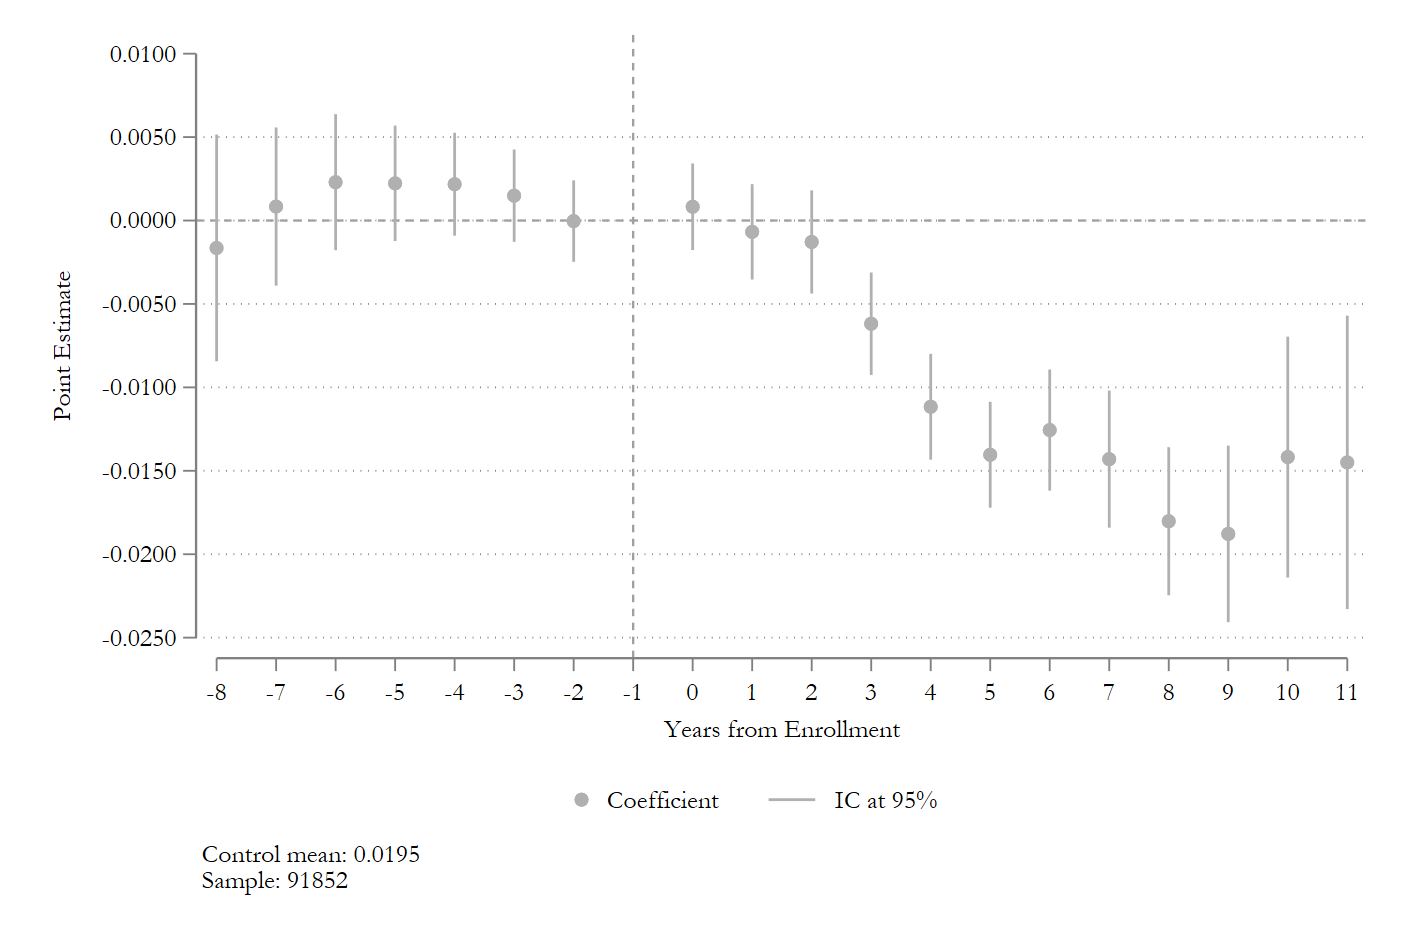 0.0100
0.0050
0.0000
-0.0050
-0.0100
-0.0150
-0.0200
-0.0250
Point Estimate
-8 -7 -6 -5 -4 -3 -2 -1 0 1 2 3 4 5 6 7 8 9 10 11
Years from Enrollment
Coefficient IC at 95%
Control mean: 0.0195
Sample: 91852